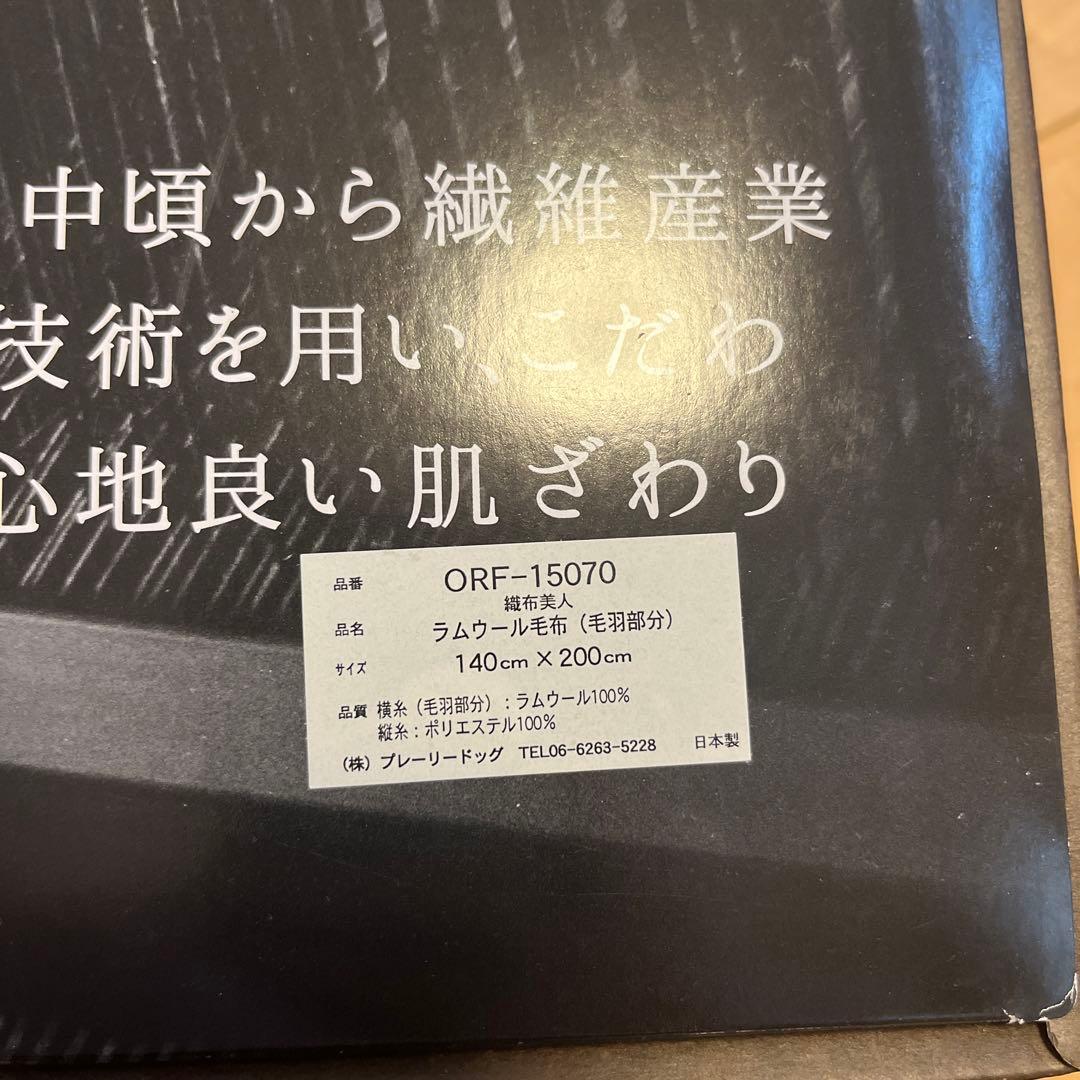 中頃から繊維産業
技術を用い、こだわ
心地良い肌ざわり
品番 ORF-15070
織布美人
品名 ラムウール毛布（毛羽部分）
サイズ 140cm×200cm
品質 横糸（毛羽部分）：ラムウール100%
縦糸：ポリエステル100%
（株）プレーリードッグ TEL06-6263-5228 日本製